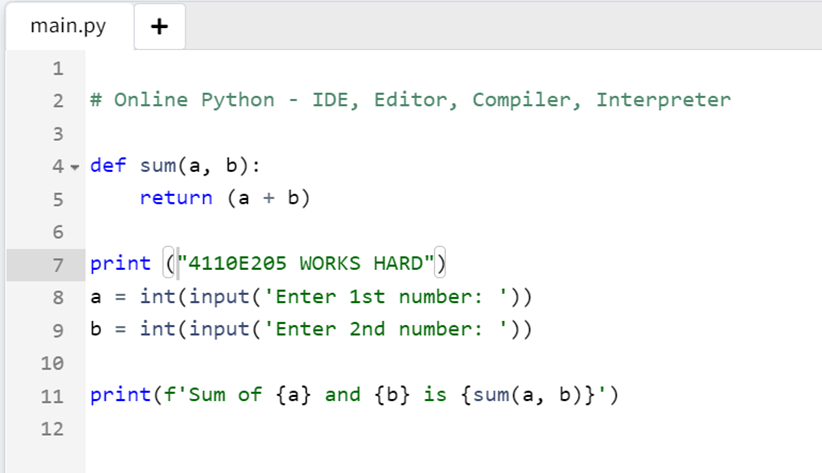 main.py +
1
2 # Online Python - IDE, Editor, Compiler, Interpreter
3
4 def sum(a, b):
5     return (a + b)
6
7 print ("4110E205 WORKS HARD")
8 a = int(input('Enter 1st number: '))
9 b = int(input('Enter 2nd number: '))
10
11 print(f'Sum of {a} and {b} is {sum(a, b)}')
12